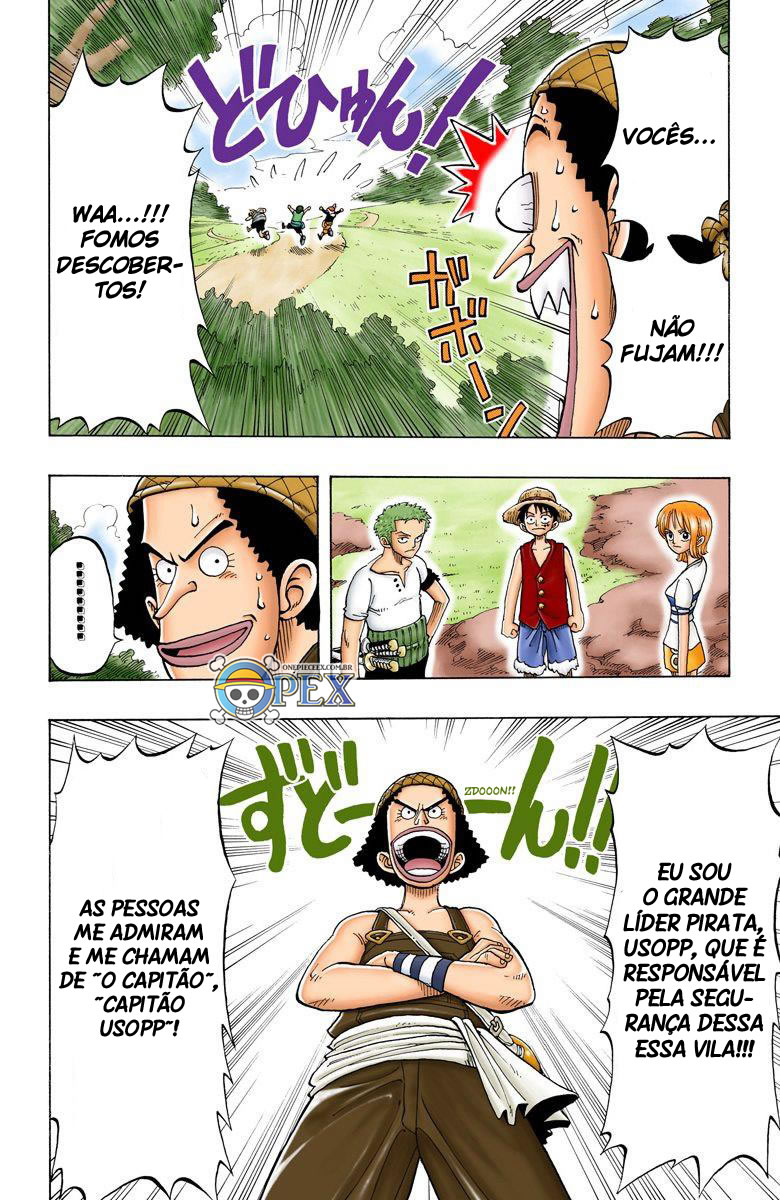 VOCÊS...
NÃO
FUJAM!!!
どひゅん!
ガボーン
WAA...!!!
FOMOS
DESCOBER-
TOS!
ONEPIECEEX.COM.BR
OPEX
EU SOU
O GRANDE
LÍDER PIRATA,
USOPP, QUE É
RESPONSÁVEL
PELA SEGU-
RANÇA DESSA
ESSA VILA!!!
ずどーーん!!
ZDOOON!!
AS PESSOAS
ME ADMIRAM
E ME CHAMAM
DE "O CAPITÃO",
"CAPITÃO
USOPP"!